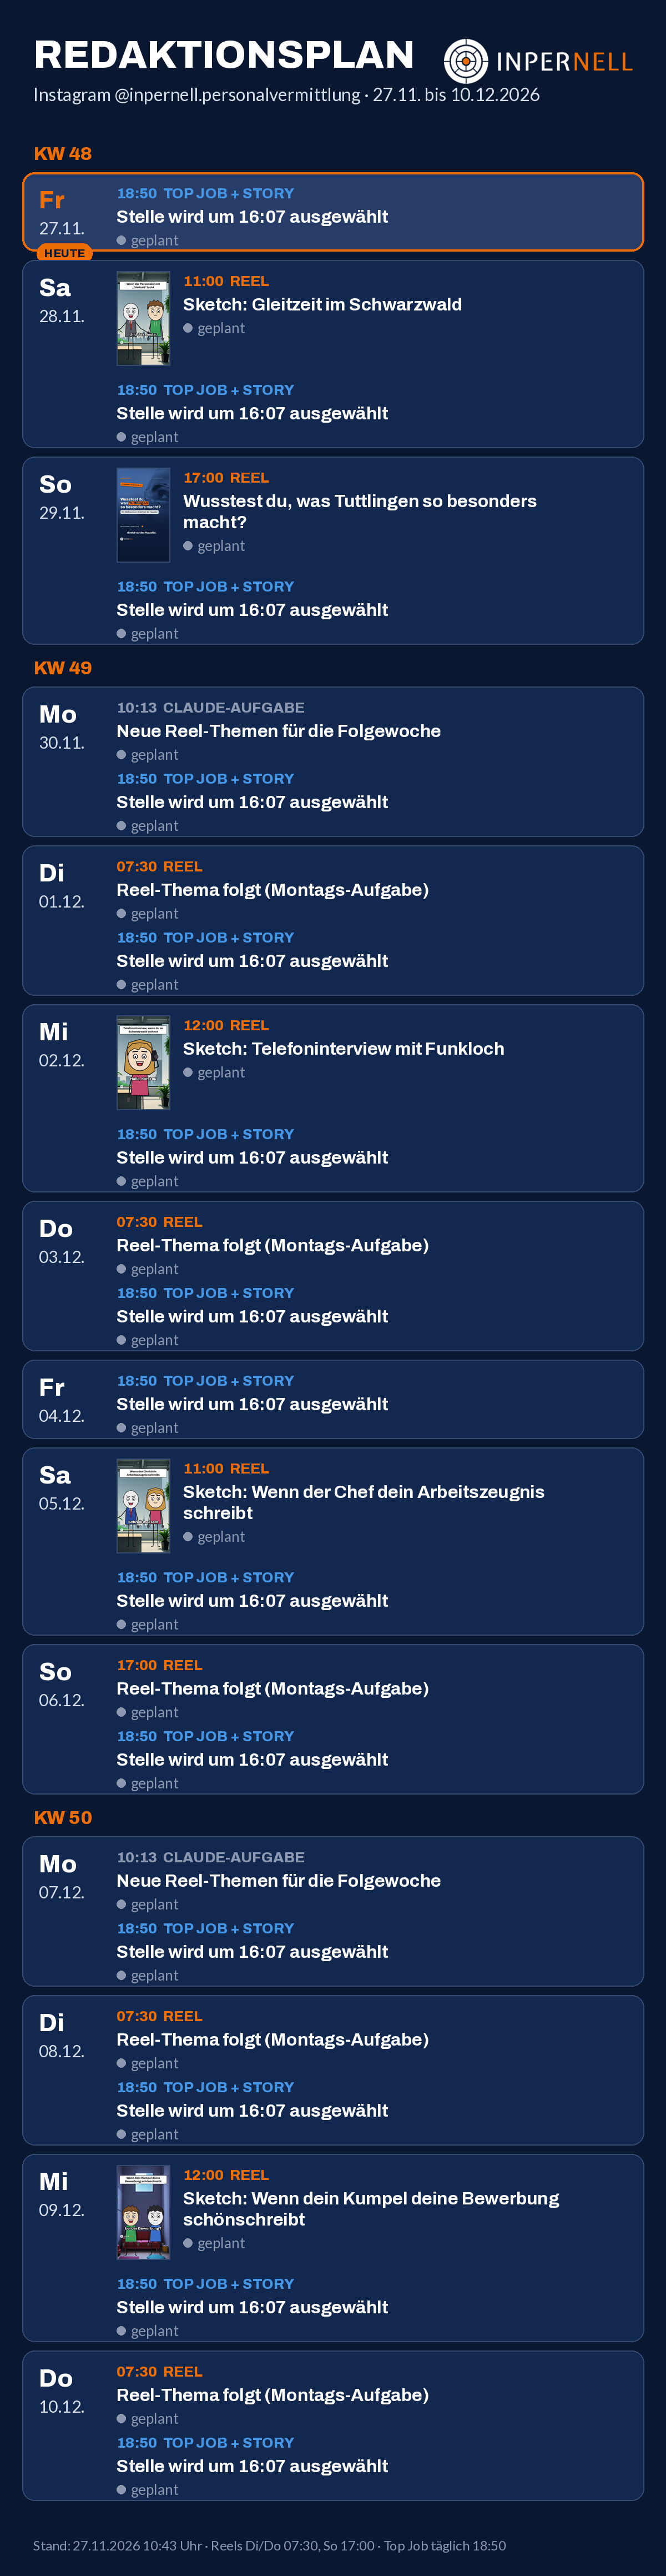 REDAKTIONSPLAN
INPERNELL
Instagram @inpernell.personalvermittlung · 27.11. bis 10.12.2026
KW 48
Fr
27.11.
HEUTE
18:50 TOP JOB + STORY
Stelle wird um 16:07 ausgewählt
geplant
Sa
28.11.
11:00 REEL
Sketch: Gleitzeit im Schwarzwald
geplant
18:50 TOP JOB + STORY
Stelle wird um 16:07 ausgewählt
geplant
So
29.11.
Wusstest du,
so besonders
17:00 REEL
Wusstest du, was Tuttlingen so besonders
macht?
geplant
18:50 TOP JOB + STORY
Stelle wird um 16:07 ausgewählt
geplant
KW 49
Mo
30.11.
10:13 CLAUDE-AUFGABE
Neue Reel-Themen für die Folgewoche
geplant
18:50 TOP JOB + STORY
Stelle wird um 16:07 ausgewählt
geplant
Di
01.12.
07:30 REEL
Reel-Thema folgt (Montags-Aufgabe)
geplant
18:50 TOP JOB + STORY
Stelle wird um 16:07 ausgewählt
geplant
Mi
02.12.
12:00 REEL
Sketch: Telefoninterview mit Funkloch
geplant
18:50 TOP JOB + STORY
Stelle wird um 16:07 ausgewählt
geplant
Do
03.12.
07:30 REEL
Reel-Thema folgt (Montags-Aufgabe)
geplant
18:50 TOP JOB + STORY
Stelle wird um 16:07 ausgewählt
geplant
Fr
04.12.
18:50 TOP JOB + STORY
Stelle wird um 16:07 ausgewählt
geplant
Sa
05.12.
11:00 REEL
Sketch: Wenn der Chef dein Arbeitszeugnis
schreibt
geplant
18:50 TOP JOB + STORY
Stelle wird um 16:07 ausgewählt
geplant
So
06.12.
17:00 REEL
Reel-Thema folgt (Montags-Aufgabe)
geplant
18:50 TOP JOB + STORY
Stelle wird um 16:07 ausgewählt
geplant
KW 50
Mo
07.12.
10:13 CLAUDE-AUFGABE
Neue Reel-Themen für die Folgewoche
geplant
18:50 TOP JOB + STORY
Stelle wird um 16:07 ausgewählt
geplant
Di
08.12.
07:30 REEL
Reel-Thema folgt (Montags-Aufgabe)
geplant
18:50 TOP JOB + STORY
Stelle wird um 16:07 ausgewählt
geplant
Mi
09.12.
12:00 REEL
Sketch: Wenn dein Kumpel deine Bewerbung
schönschreibt
geplant
18:50 TOP JOB + STORY
Stelle wird um 16:07 ausgewählt
geplant
Do
10.12.
07:30 REEL
Reel-Thema folgt (Montags-Aufgabe)
geplant
18:50 TOP JOB + STORY
Stelle wird um 16:07 ausgewählt
geplant
Stand: 27.11.2026 10:43 Uhr · Reels Di/Do 07:30, So 17:00 · Top Job täglich 18:50